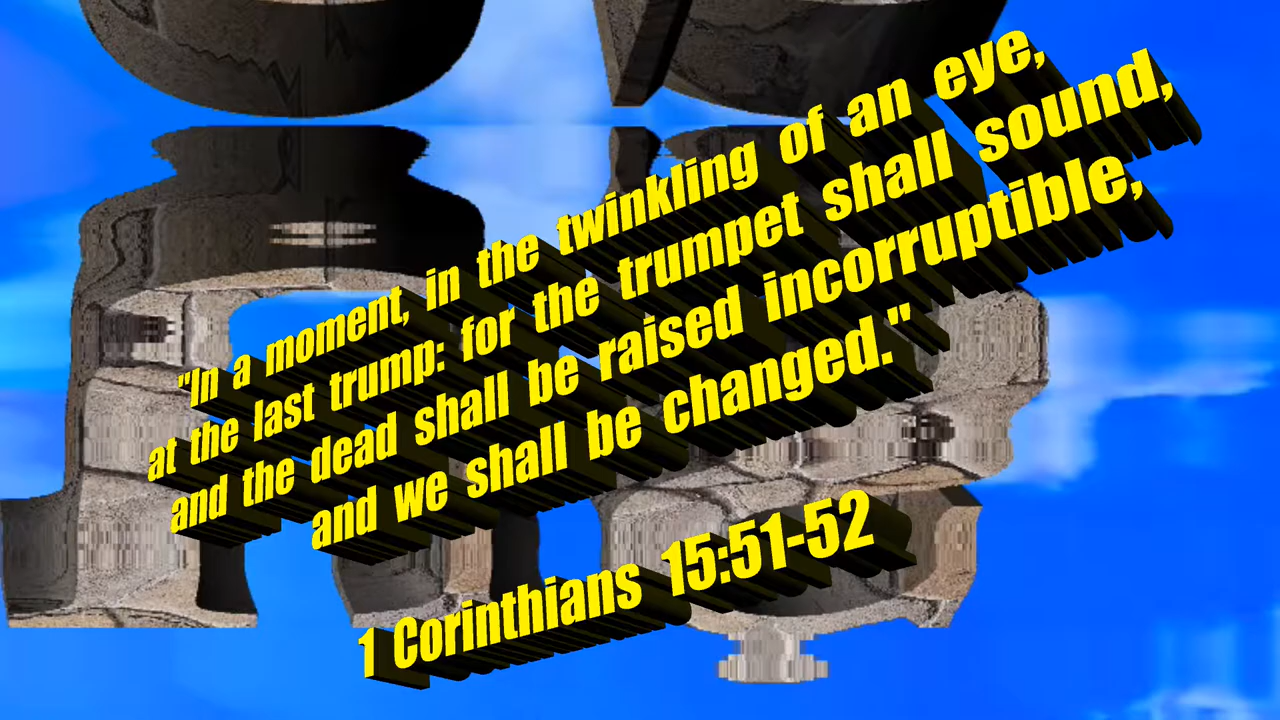 "In a moment, in the twinkling of an eye,
at the last trump: for the trumpet shall sound,
and the dead shall be raised incorruptible,
and we shall be changed."
1 Corinthians 15:51-52